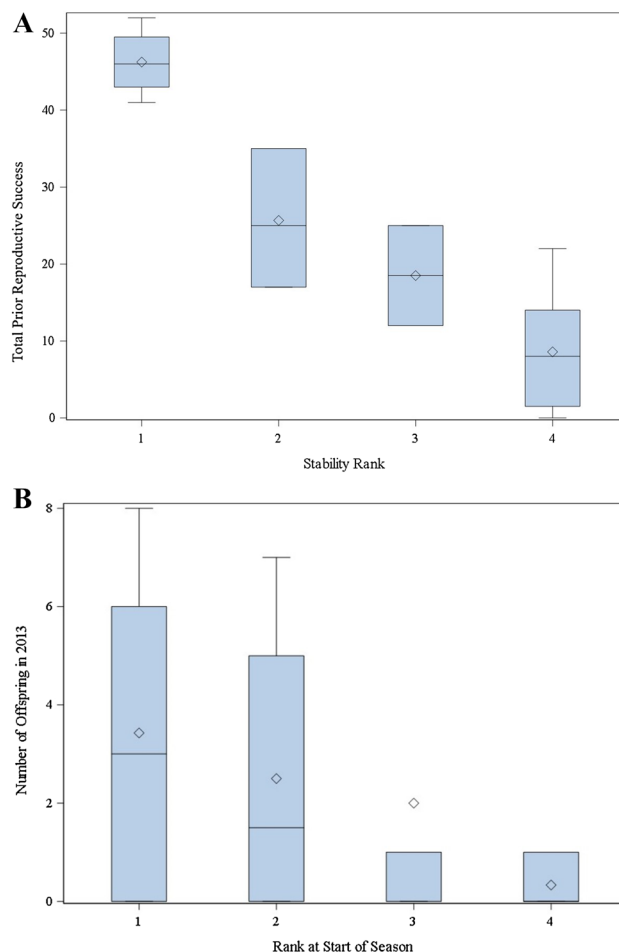 A
50
40
30
20
10
0
Total Prior Reproductive Success
1 2 3 4
Stability Rank
B
8
6
4
2
0
Number of Offspring in 2013
1 2 3 4
Rank at Start of Season